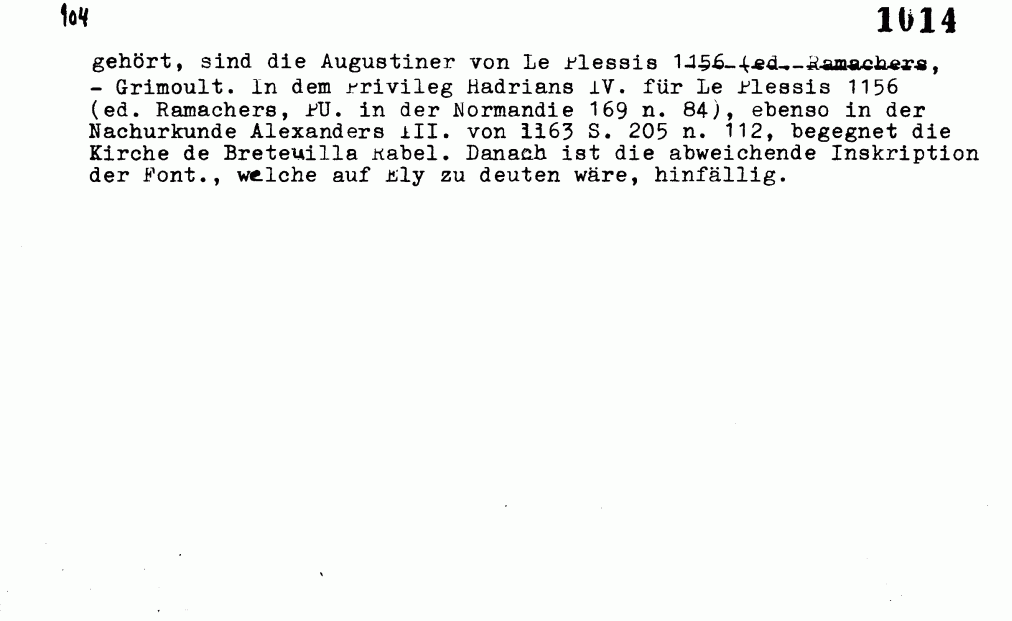 104 1014
gehört, sind die Augustiner von Le Plessis 1156 (ed. Ramachers,
- Grimoult. In dem Privileg Hadrians IV. für Le Plessis 1156
(ed. Ramachers, PU. in der Normandie 169 n. 84), ebenso in der
Nachurkunde Alexanders III. von 1163 S. 205 n. 112, begegnet die
Kirche de Breteuilla Rabel. Danach ist die abweichende Inskription
der Font., welche auf Ely zu deuten wäre, hinfällig.